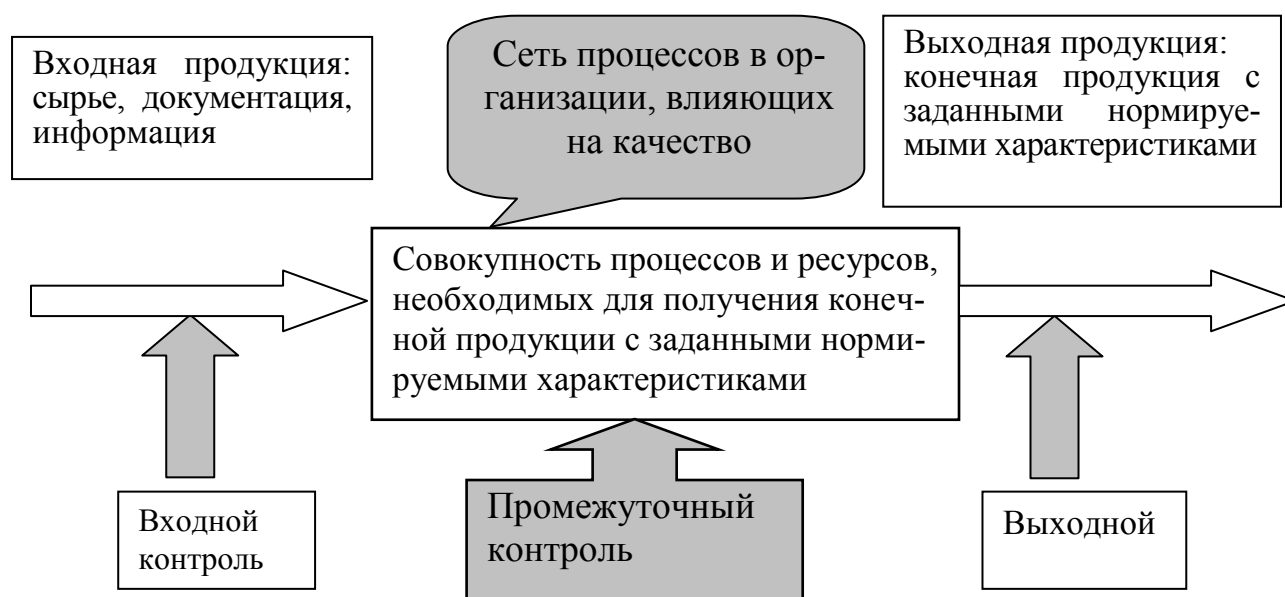 Входная продукция:
сырье, документация,
информация
Сеть процессов в ор-
ганизации, влияющих
на качество
Выходная продукция:
конечная продукция с
заданными нормируе-
мыми характеристиками
Совокупность процессов и ресурсов,
необходимых для получения конеч-
ной продукции с заданными норми-
руемыми характеристиками
Входной
контроль
Промежуточный
контроль
Выходной